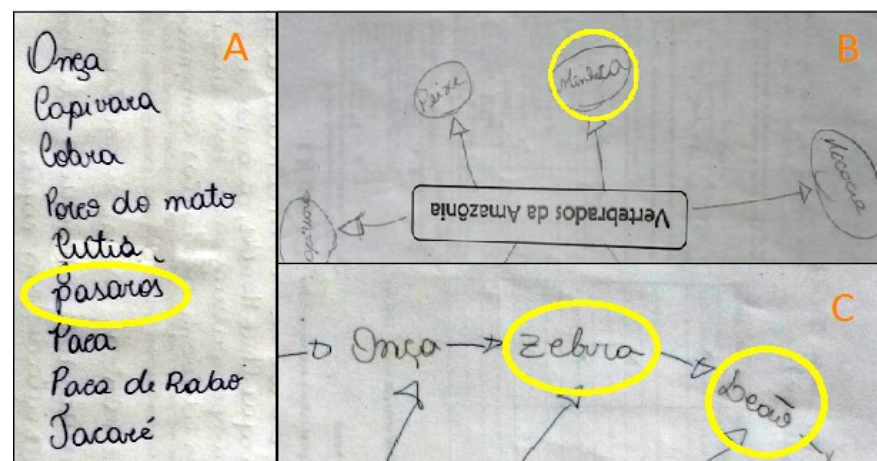 A
Onça
Capivara
Cobra
Porco do mato
Cutia
pasaros
Paca
Paca de Rabo
Jacaré
B
Peixe
Minhoca
Vertebrados da Amazônia
C
Onça
Zebra
Leão